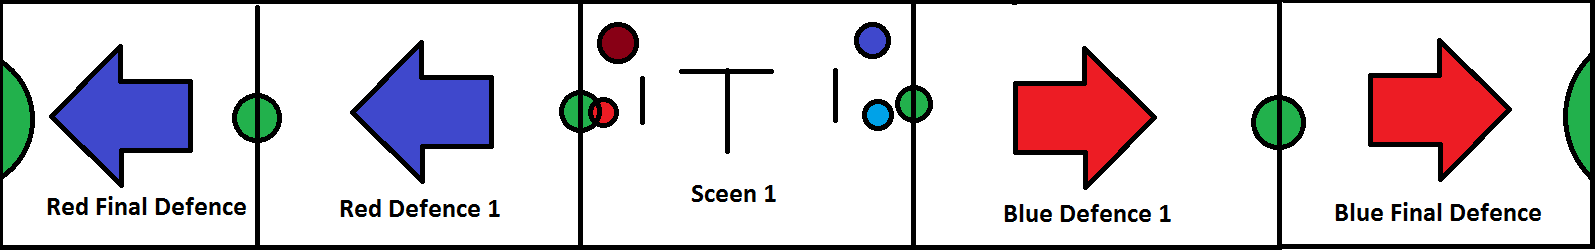 Red Final Defence
Red Defence 1
Sceen 1
Blue Defence 1
Blue Final Defence